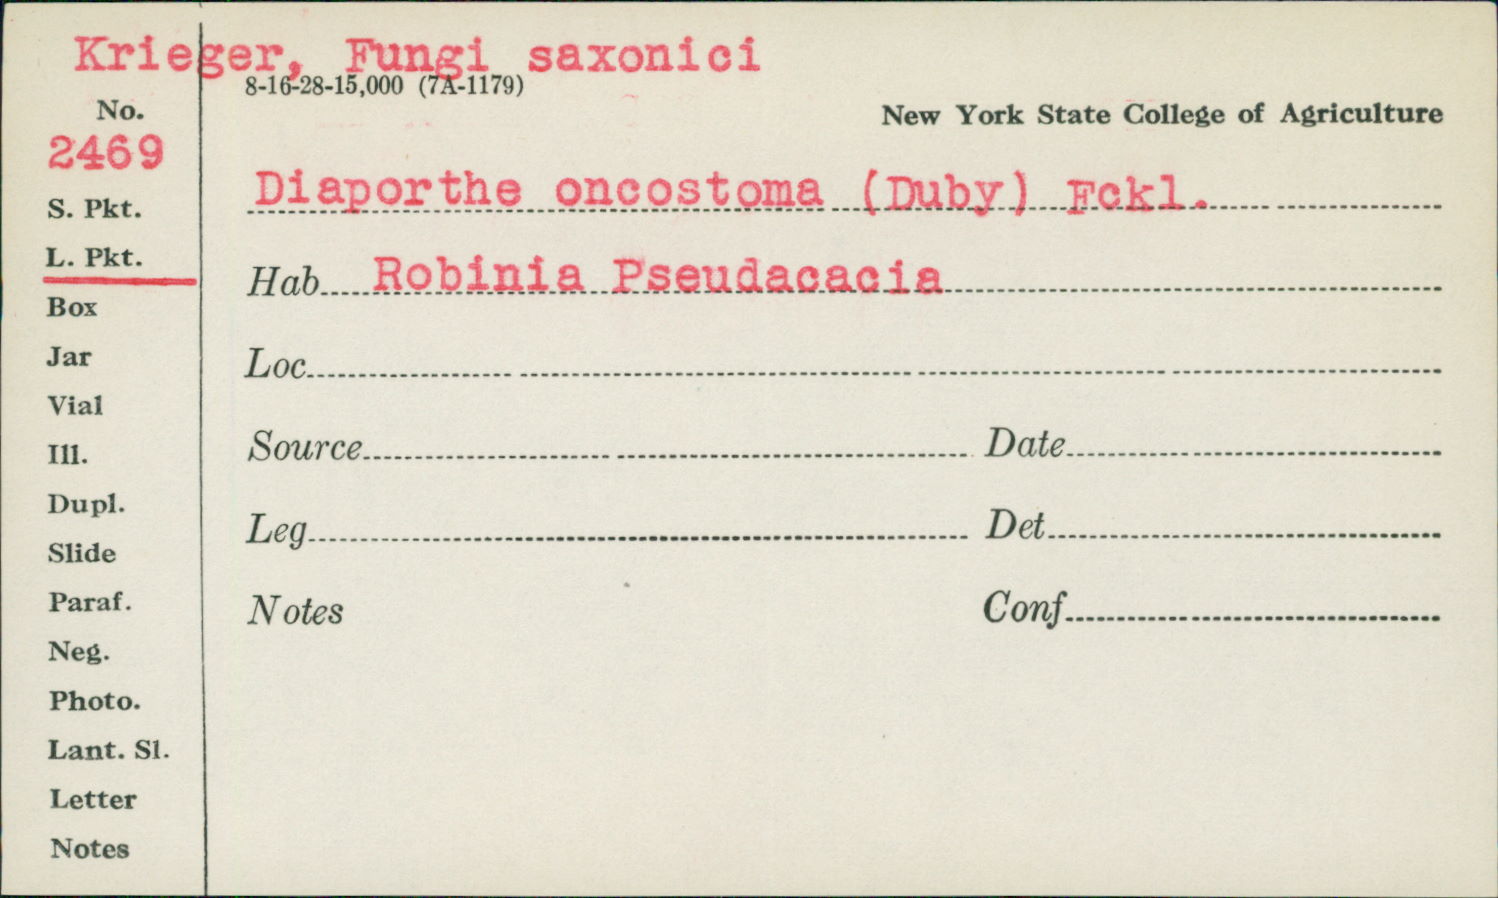 Krieger, Fungi saxonici
8-16-28-15,000 (7A-1179)
No.
New York State College of Agriculture
2469
Diaporthe oncostoma (Duby) Fckl.
S. Pkt.
L. Pkt.
Hab. Robinia Pseudacacia
Box
Jar
Loc.
Vial
Ill.
Source
Date
Dupl.
Leg.
Det.
Slide
Paraf.
Notes
Conf.
Neg.
Photo.
Lant. Sl.
Letter
Notes